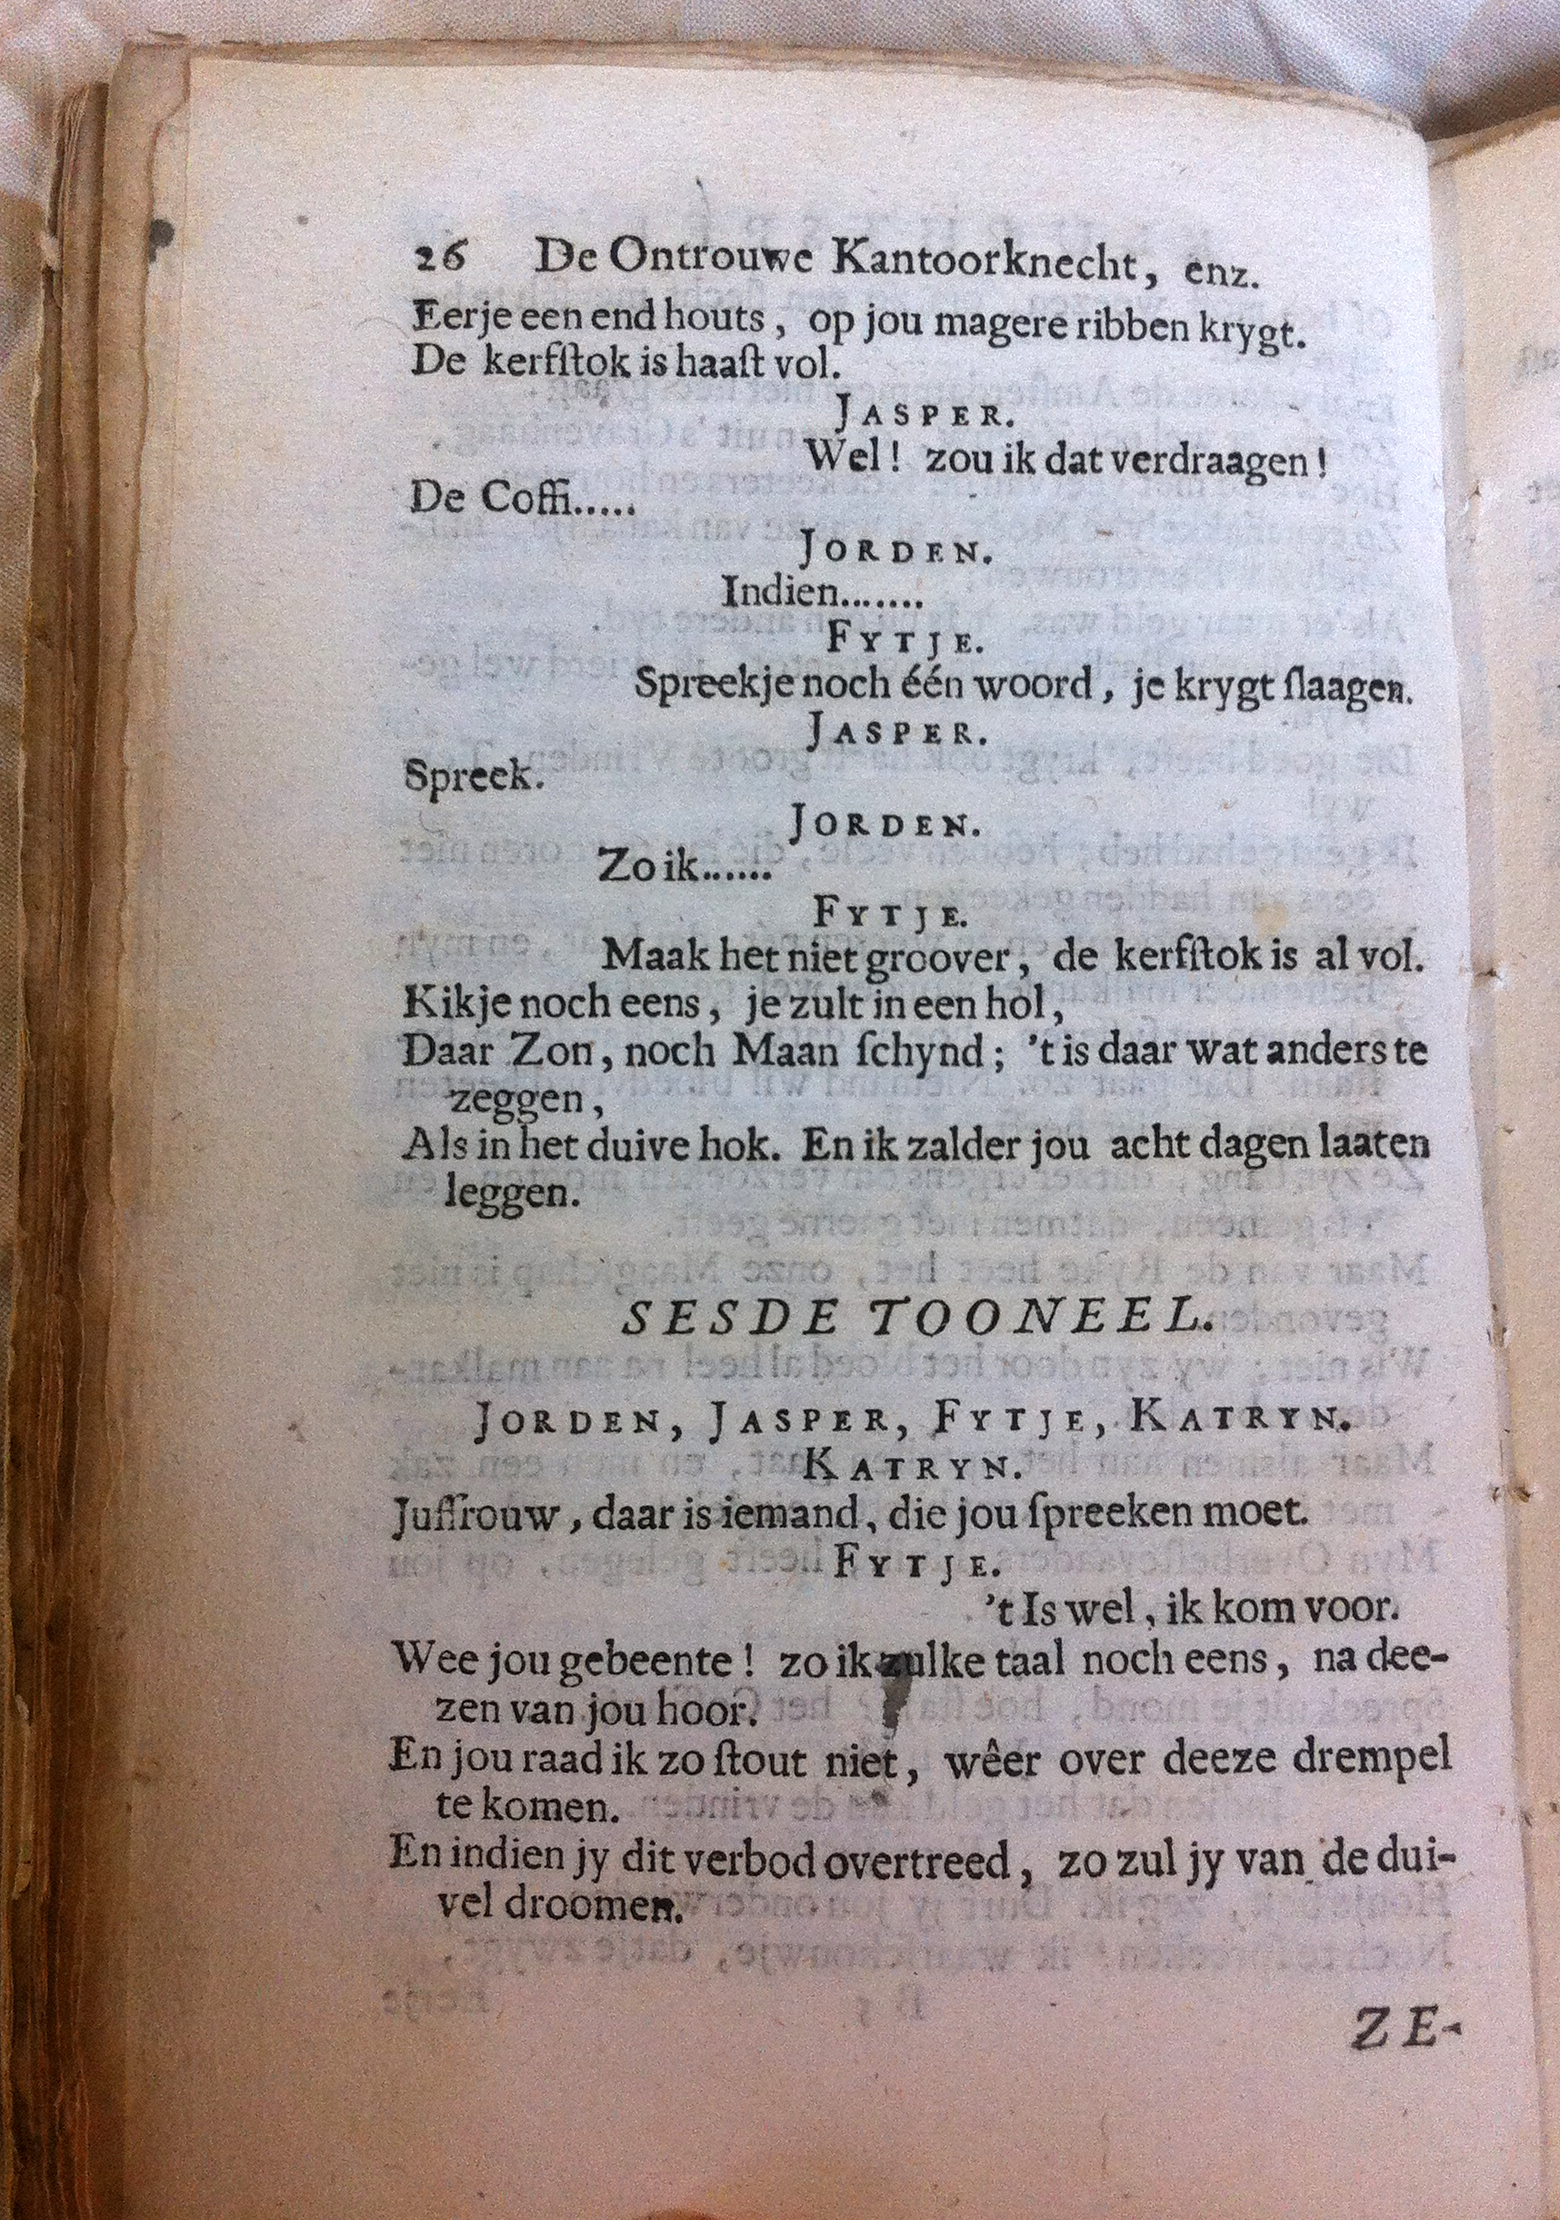 26 De Ontrouwe Kantoorknecht, enz.
Eerje een end houts, op jou magere ribben krygt.
De kerfſtok is haaſt vol.
JASPER.
Wel! zou ik dat verdraagen!
De Coffi.....
JORDEN.
Indien.......
FYTJE.
Spreekje noch één woord, je krygt ſlaagen.
JASPER.
Spreek.
JORDEN.
Zo ik......
FYTJE.
Maak het niet groover, de kerfſtok is al vol.
Kikje noch eens, je zult in een hol,
Daar Zon, noch Maan ſchynd; 't is daar wat anders te
zeggen,
Als in het duive hok. En ik zalder jou acht dagen laaten
leggen.
SESDE TOONEEL.
JORDEN, JASPER, FYTJE, KATRYN.
KATRYN.
Juffrouw, daar is iemand, die jou ſpreeken moet.
FYTJE.
't Is wel, ik kom voor.
Wee jou gebeente! zo ik zulke taal noch eens, na dee-
zen van jou hoor.
En jou raad ik zo ſtout niet, wêer over deeze drempel
te komen.
En indien jy dit verbod overtreed, zo zul jy van de dui-
vel droomen.
ZE-